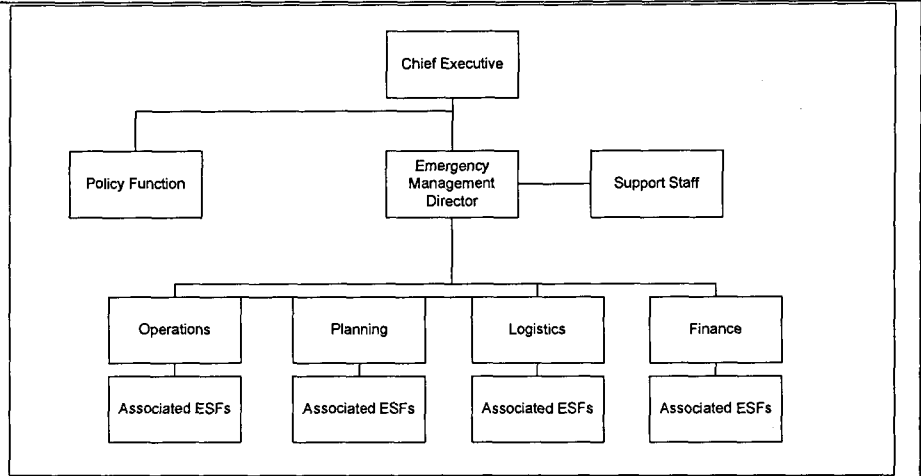 Chief Executive
Policy Function
Emergency
Management
Director
Support Staff
Operations
Planning
Logistics
Finance
Associated ESFs
Associated ESFs
Associated ESFs
Associated ESFs